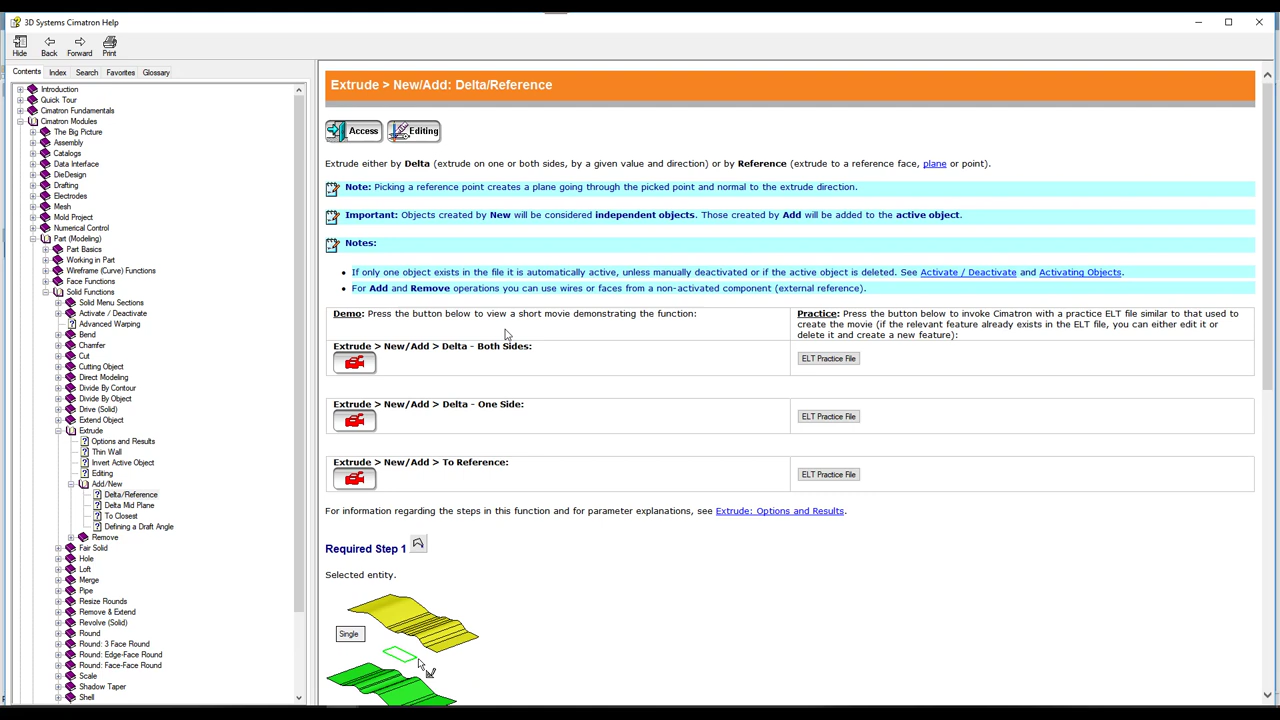 3D Systems Cimatron Help
Hide
Back
Forward
Print
Contents
Index
Search
Favorites
Glossary
Introduction
Quick Tour
Cimatron Fundamentals
Cimatron Modules
The Big Picture
Assembly
Catalogs
Data Interface
DieDesign
Drafting
Electrodes
Mesh
Mold Project
Numerical Control
Part (Modeling)
Part Basics
Working in Part
Wireframe (Curve) Functions
Face Functions
Solid Functions
Solid Menu Sections
Activate / Deactivate
Advanced Warping
Bend
Chamfer
Cut
Cutting Object
Direct Modeling
Divide By Contour
Divide By Object
Drive (Solid)
Extend Object
Extrude
Options and Results
Thin Wall
Invert Active Object
Editing
Add/New
Delta/Reference
Delta Mid Plane
To Closest
Defining a Draft Angle
Remove
Fair Solid
Hole
Loft
Merge
Pipe
Resize Rounds
Remove & Extend
Revolve (Solid)
Round
Round: 3 Face Round
Round: Edge-Face Round
Round: Face-Face Round
Scale
Shadow Taper
Shell
Extrude > New/Add: Delta/Reference
Access
Editing
Extrude either by Delta (extrude on one or both sides, by a given value and direction) or by Reference (extrude to a reference face, plane or point).
Note: Picking a reference point creates a plane going through the picked point and normal to the extrude direction.
Important: Objects created by New will be considered independent objects. Those created by Add will be added to the active object.
Notes:
• If only one object exists in the file it is automatically active, unless manually deactivated or if the active object is deleted. See Activate / Deactivate and Activating Objects.
• For Add and Remove operations you can use wires or faces from a non-activated component (external reference).
Demo: Press the button below to view a short movie demonstrating the function:
Practice: Press the button below to invoke Cimatron with a practice ELT file similar to that used to
create the movie (if the relevant feature already exists in the ELT file, you can either edit it or
delete it and create a new feature):
Extrude > New/Add > Delta - Both Sides:
ELT Practice File
Extrude > New/Add > Delta - One Side:
ELT Practice File
Extrude > New/Add > To Reference:
ELT Practice File
For information regarding the steps in this function and for parameter explanations, see Extrude: Options and Results.
Required Step 1
Selected entity.
Single